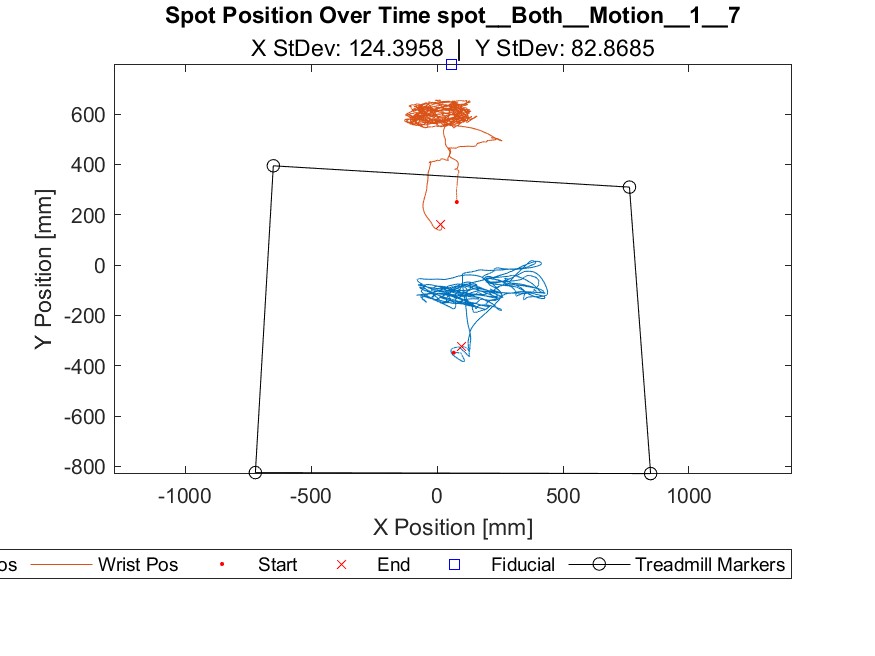 Spot Position Over Time spot__Both__Motion__1__7
X StDev: 124.3958 | Y StDev: 82.8685
600
400
200
0
-200
-400
-600
-800
Y Position [mm]
-1000 -500 0 500 1000
X Position [mm]
os Wrist Pos Start End Fiducial Treadmill Markers